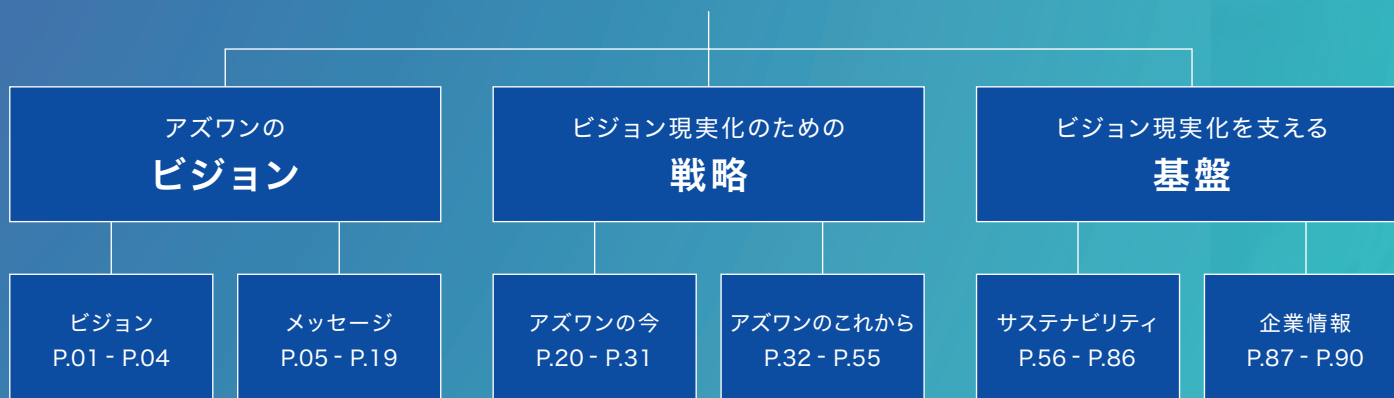 アズワンの
ビジョン
ビジョン現実化のための
戦略
ビジョン現実化を支える
基盤
ビジョン
P.01 - P.04
メッセージ
P.05 - P.19
アズワンの今
P.20 - P.31
アズワンのこれから
P.32 - P.55
サステナビリティ
P.56 - P.86
企業情報
P.87 - P.90